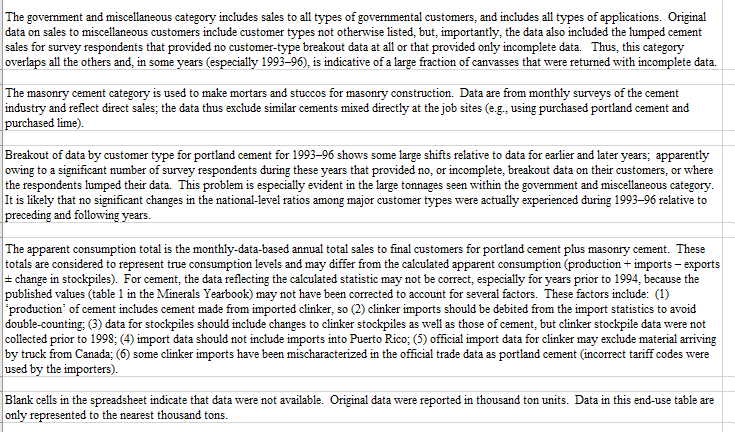 The government and miscellaneous category includes sales to all types of governmental customers, and includes all types of applications.  Original
data on sales to miscellaneous customers include customer types not otherwise listed, but, importantly, the data also included the lumped cement
sales for survey respondents that provided no customer-type breakout data at all or that provided only incomplete data.   Thus, this category
overlaps all the others and, in some years (especially 1993–96), is indicative of a large fraction of canvasses that were returned with incomplete data.
The masonry cement category is used to make mortars and stuccos for masonry construction.  Data are from monthly surveys of the cement
industry and reflect direct sales; the data thus exclude similar cements mixed directly at the job sites (e.g., using purchased portland cement and
purchased lime).
Breakout of data by customer type for portland cement for 1993–96 shows some large shifts relative to data for earlier and later years;  apparently
owing to a significant number of survey respondents during these years that provided no, or incomplete, breakout data on their customers, or where
the respondents lumped their data.  This problem is especially evident in the large tonnages seen within the government and miscellaneous category.
It is likely that no significant changes in the national-level ratios among major customer types were actually experienced during 1993–96 relative to
preceding and following years.
The apparent consumption total is the monthly-data-based annual total sales to final customers for portland cement plus masonry cement.  These
totals are considered to represent true consumption levels and may differ from the calculated apparent consumption (production + imports – exports
± change in stockpiles).  For cement, the data reflecting the calculated statistic may not be correct, especially for years prior to 1994, because the
published values (table 1 in the Minerals Yearbook) may not have been corrected to account for several factors.  These factors include:  (1)
‘production’ of cement includes cement made from imported clinker, so (2) clinker imports should be debited from the import statistics to avoid
double-counting; (3) data for stockpiles should include changes to clinker stockpiles as well as those of cement, but clinker stockpile data were not
collected prior to 1998; (4) import data should not include imports into Puerto Rico; (5) official import data for clinker may exclude material arriving
by truck from Canada; (6) some clinker imports have been mischaracterized in the official trade data as portland cement (incorrect tariff codes were
used by the importers).
Blank cells in the spreadsheet indicate that data were not available.  Original data were reported in thousand ton units.  Data in this end-use table are
only represented to the nearest thousand tons.